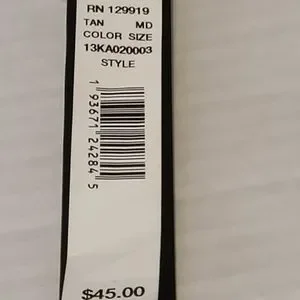 RN 129919
TAN MD
COLOR SIZE
13KA020003
STYLE
1 93671 24284 5
$45.00